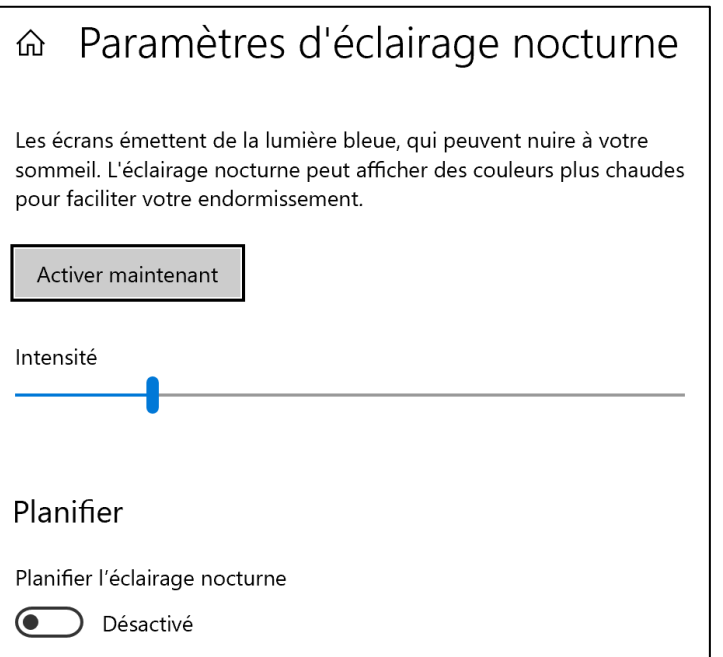 Paramètres d'éclairage nocturne
Les écrans émettent de la lumière bleue, qui peuvent nuire à votre
sommeil. L'éclairage nocturne peut afficher des couleurs plus chaudes
pour faciliter votre endormissement.
Activer maintenant
Intensité
Planifier
Planifier l’éclairage nocturne
Désactivé